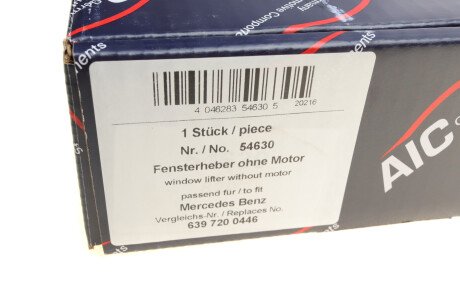 4 046283 54630 5 20216
1 Stück / piece
Nr. / No. 54630
Fensterheber ohne Motor
window lifter without motor
passend für / to fit
Mercedes Benz
Vergleichs-Nr. / Replaces No.
639 720 0446
AIC